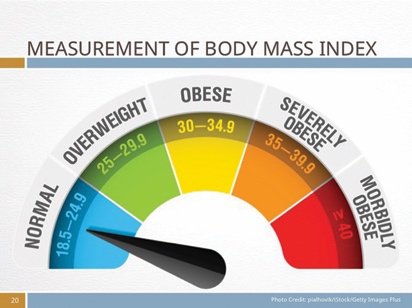 MEASUREMENT OF BODY MASS INDEX
NORMAL
18.5—24.9
OVERWEIGHT
25—29.9
OBESE
30—34.9
SEVERELY
OBESE
35—39.9
MORBIDLY
OBESE
≥ 40
20
Photo Credit: pialhovik/iStock/Getty Images Plus